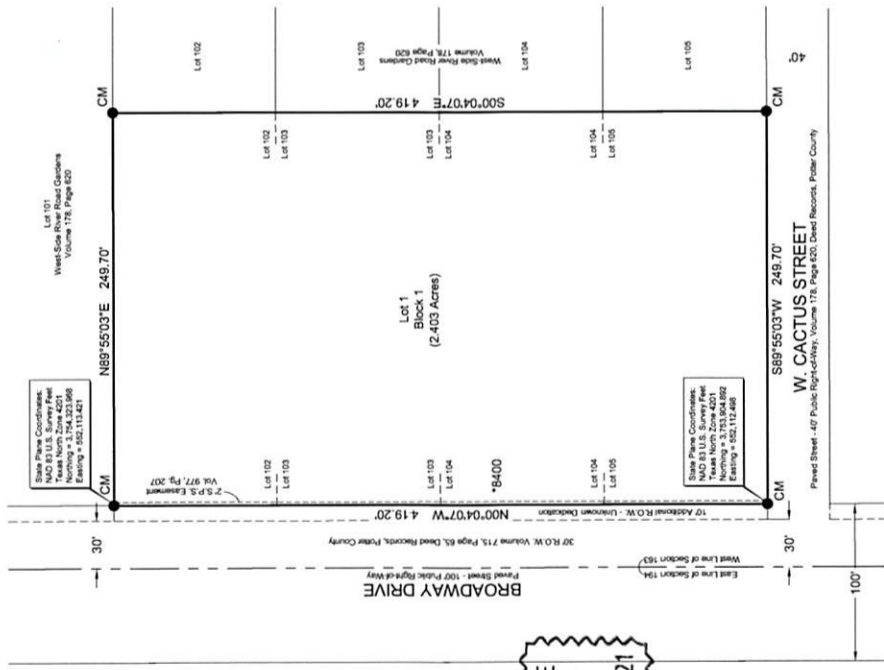 Lot 102
Lot 103
Lot 104
Lot 105
West-Side River Road Gardens
Volume 178, Page 620
40'
CM
S00°04'07"E 419.20'
CM
Lot 101
West-Side River Road Gardens
Volume 178, Page 620
N89°55'03"E 249.70'
Lot 102
Lot 103
Lot 103
Lot 104
Lot 104
Lot 105
Lot 1
Block 1
(2.403 Acres)
S89°55'03"W 249.70'
W. CACTUS STREET
Paved Street - 40' Public Right-of-Way, Volume 178, Page 620, Deed Records, Potter County
State Plane Coordinates:
NAD 83 U.S. Survey Feet
Texas North Zone 4201
Northing = 3,754,323.968
Easting = 552,113.421
State Plane Coordinates:
NAD 83 U.S. Survey Feet
Texas North Zone 4201
Northing = 3,753,904.892
Easting = 552,112.498
CM
2' S.P.S. Easement
Vol. 977, Pg. 207
Lot 102
Lot 103
Lot 103
Lot 104
*8400
Lot 104
Lot 105
CM
N00°04'07"W 419.20'
10' Additional R.O.W. - Unknown Dedication
30'
30' R.O.W. Volume 715, Page 65, Deed Records, Potter County
30'
West Line of Section 163
East Line of Section 194
Paved Street - 100' Public Right-of-Way
BROADWAY DRIVE
100'
E
21